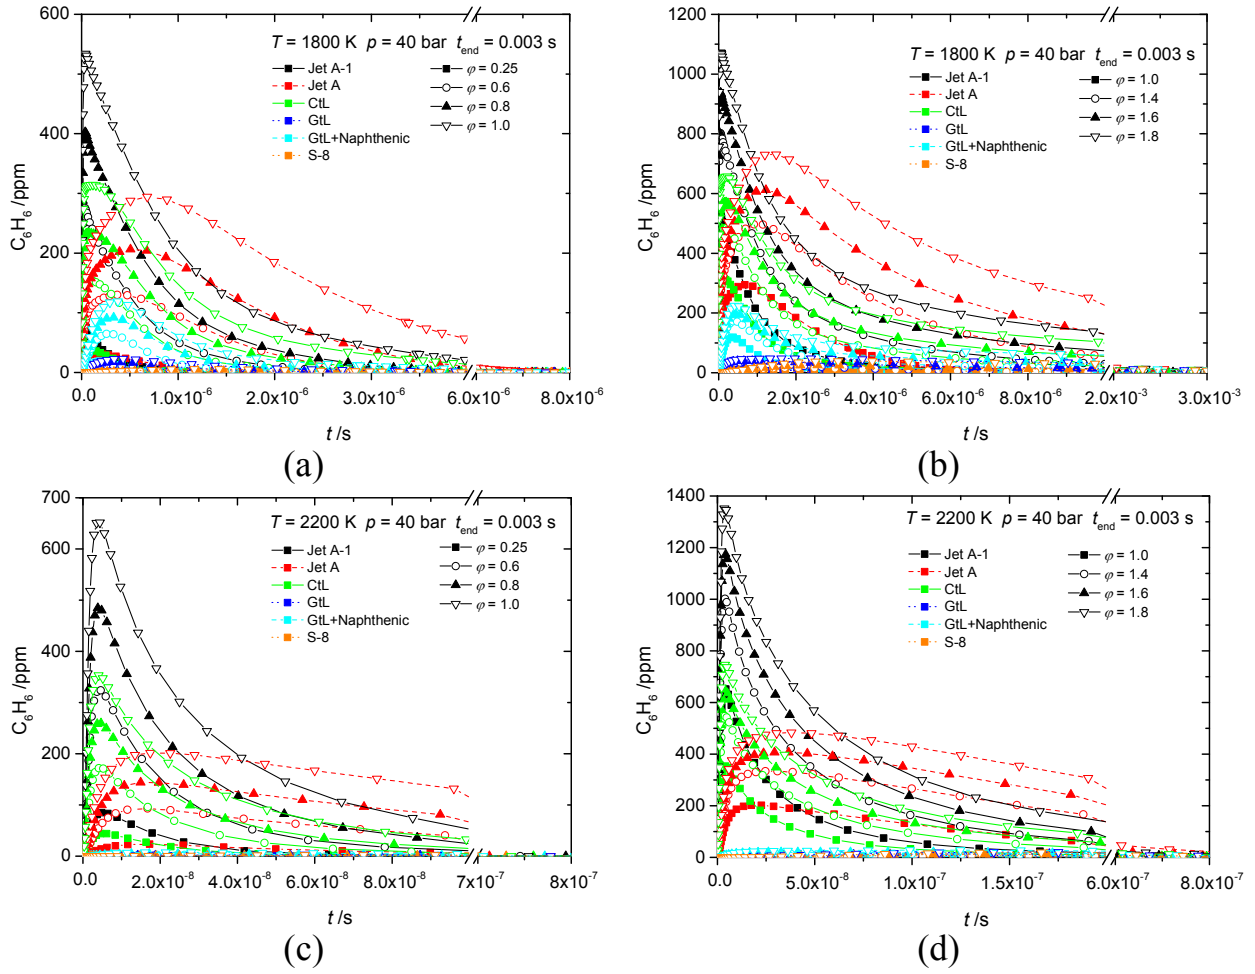 T = 1800 K p = 40 bar t_end = 0.003 s
Jet A-1
Jet A
CtL
GtL
GtL+Naphthenic
S-8
φ = 0.25
φ = 0.6
φ = 0.8
φ = 1.0
C₆H₆ /ppm
600
400
200
0
0.0 1.0x10⁻⁶ 2.0x10⁻⁶ 3.0x10⁻⁶ 6.0x10⁻⁶ 8.0x10⁻⁶
t /s
(a)
T = 1800 K p = 40 bar t_end = 0.003 s
Jet A-1
Jet A
CtL
GtL
GtL+Naphthenic
S-8
φ = 1.0
φ = 1.4
φ = 1.6
φ = 1.8
C₆H₆ /ppm
1200
1000
800
600
400
200
0
0.0 2.0x10⁻⁶ 4.0x10⁻⁶ 6.0x10⁻⁶ 8.0x10⁻⁶ 2.0x10⁻³ 3.0x10⁻³
t /s
(b)
T = 2200 K p = 40 bar t_end = 0.003 s
Jet A-1
Jet A
CtL
GtL
GtL+Naphthenic
S-8
φ = 0.25
φ = 0.6
φ = 0.8
φ = 1.0
C₆H₆ /ppm
700
600
400
200
0
0.0 2.0x10⁻⁸ 4.0x10⁻⁸ 6.0x10⁻⁸ 8.0x10⁻⁸ 7x10⁻⁷ 8x10⁻⁷
t /s
(c)
T = 2200 K p = 40 bar t_end = 0.003 s
Jet A-1
Jet A
CtL
GtL
GtL+Naphthenic
S-8
φ = 1.0
φ = 1.4
φ = 1.6
φ = 1.8
C₆H₆ /ppm
1400
1200
1000
800
600
400
200
0
0.0 5.0x10⁻⁸ 1.0x10⁻⁷ 1.5x10⁻⁷ 6.0x10⁻⁷ 8.0x10⁻⁷
t /s
(d)